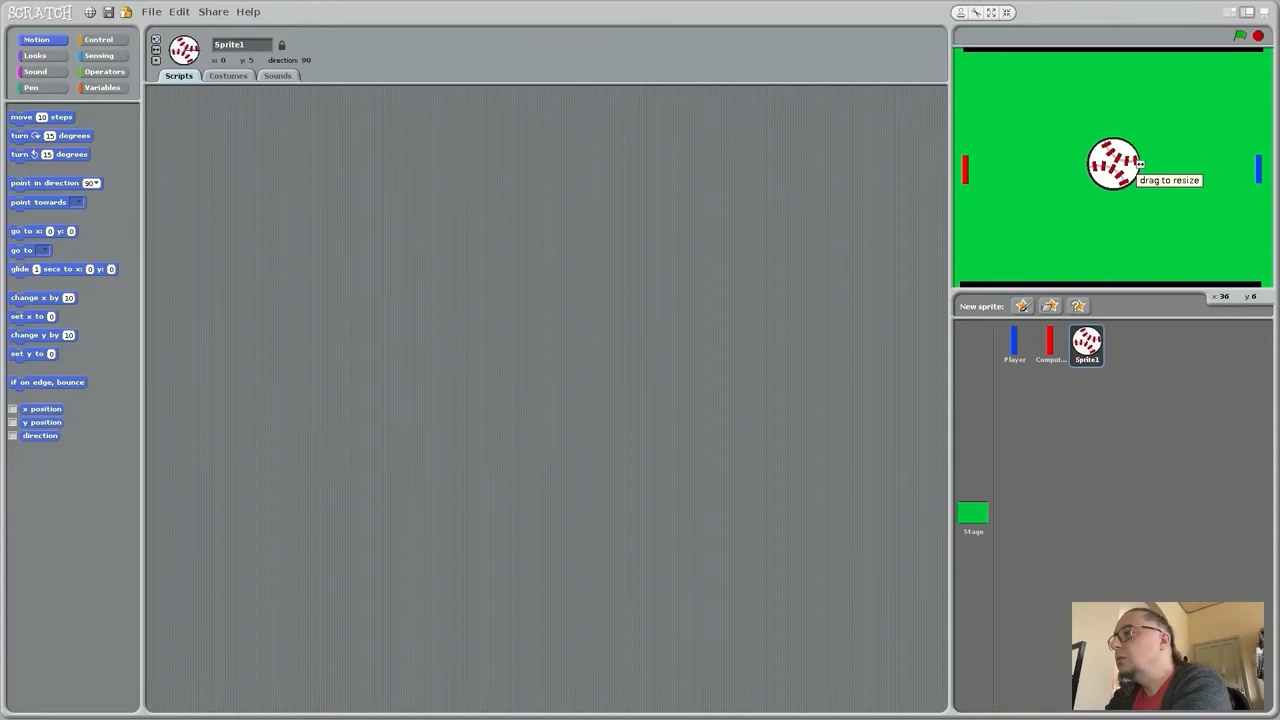 SCRATCH File Edit Share Help
Motion Control
Looks Sensing
Sound Operators
Pen Variables
move 10 steps
turn 15 degrees
turn 15 degrees
point in direction 90
point towards
go to x: 0 y: 0
go to
glide 1 secs to x: 0 y: 0
change x by 10
set x to 0
change y by 10
set y to 0
if on edge, bounce
x position
y position
direction
Sprite1
x: 0 y: 5 direction: 90
Scripts Costumes Sounds
drag to resize
x: 36 y: 6
New sprite:
Player Comput... Sprite1
Stage